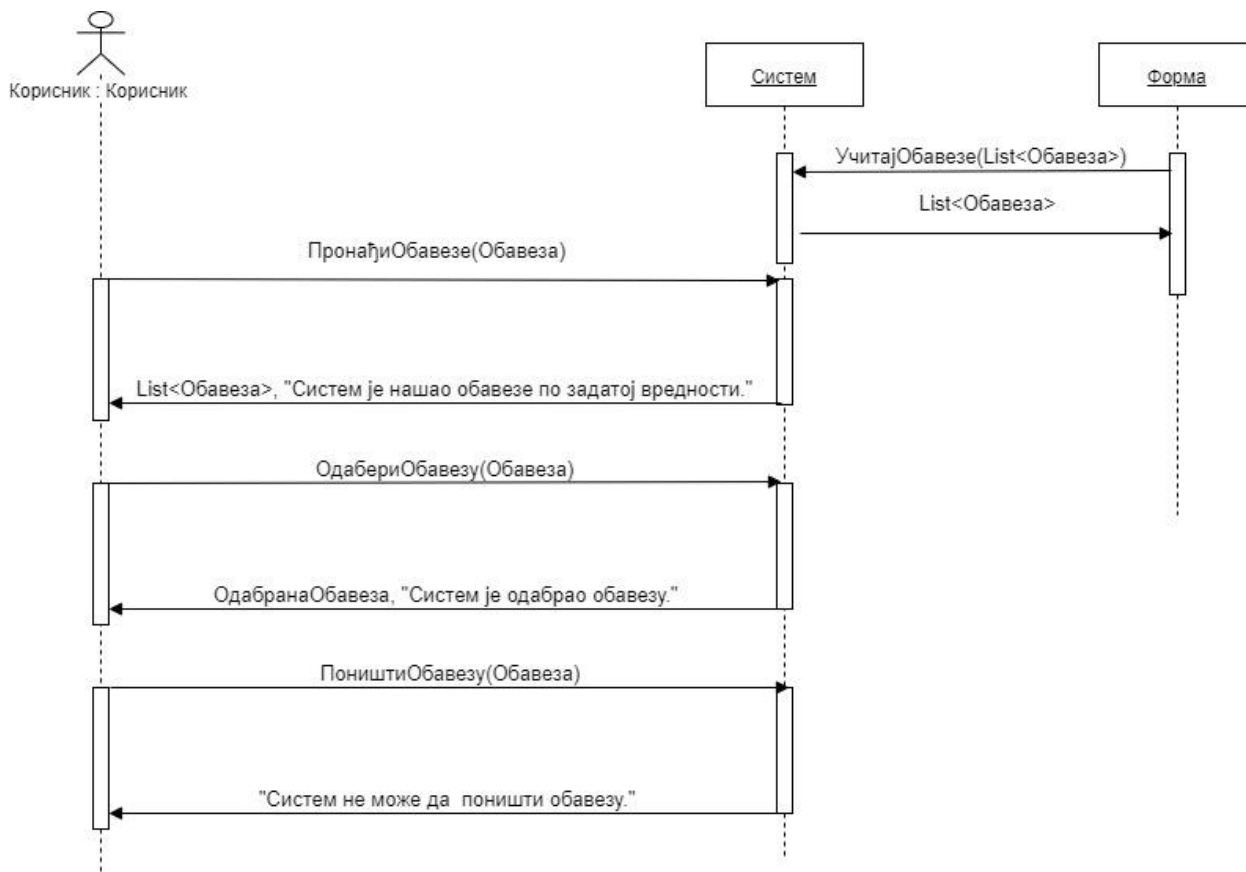 Корисник : Корисник
Систем
Форма
УчитајОбавезе(List<Обавеза>)
List<Обавеза>
ПронађиОбавезе(Обавеза)
List<Обавеза>, "Систем је нашао обавезе по задатој вредности."
ОдабериОбавезу(Обавеза)
ОдабранаОбавеза, "Систем је одабрао обавезу."
ПоништиОбавезу(Обавеза)
"Систем не може да  поништи обавезу."